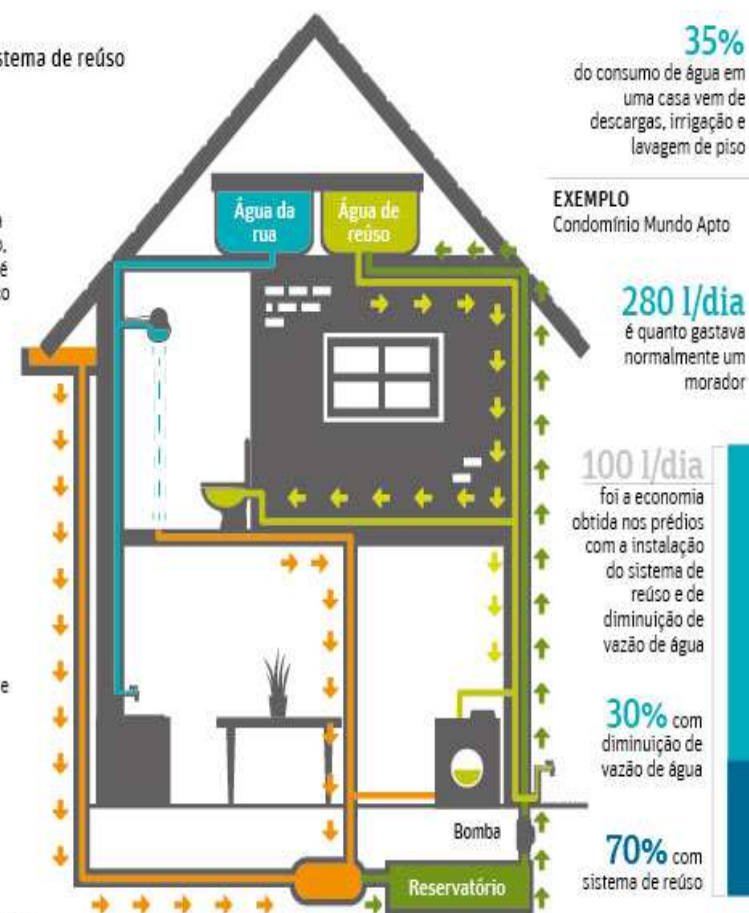 stema de reúso
35%
do consumo de água em
uma casa vem de
descargas, irrigação e
lavagem de piso
EXEMPLO
Condomínio Mundo Apto
280 l/dia
é quanto gastava
normalmente um
morador
100 l/dia
foi a economia
obtida nos prédios
com a instalação
do sistema de
reúso e de
diminuição de
vazão de água
30% com
diminuição de
vazão de água
70% com
sistema de reúso
Água da
rua
Água de
reúso
Bomba
Reservatório